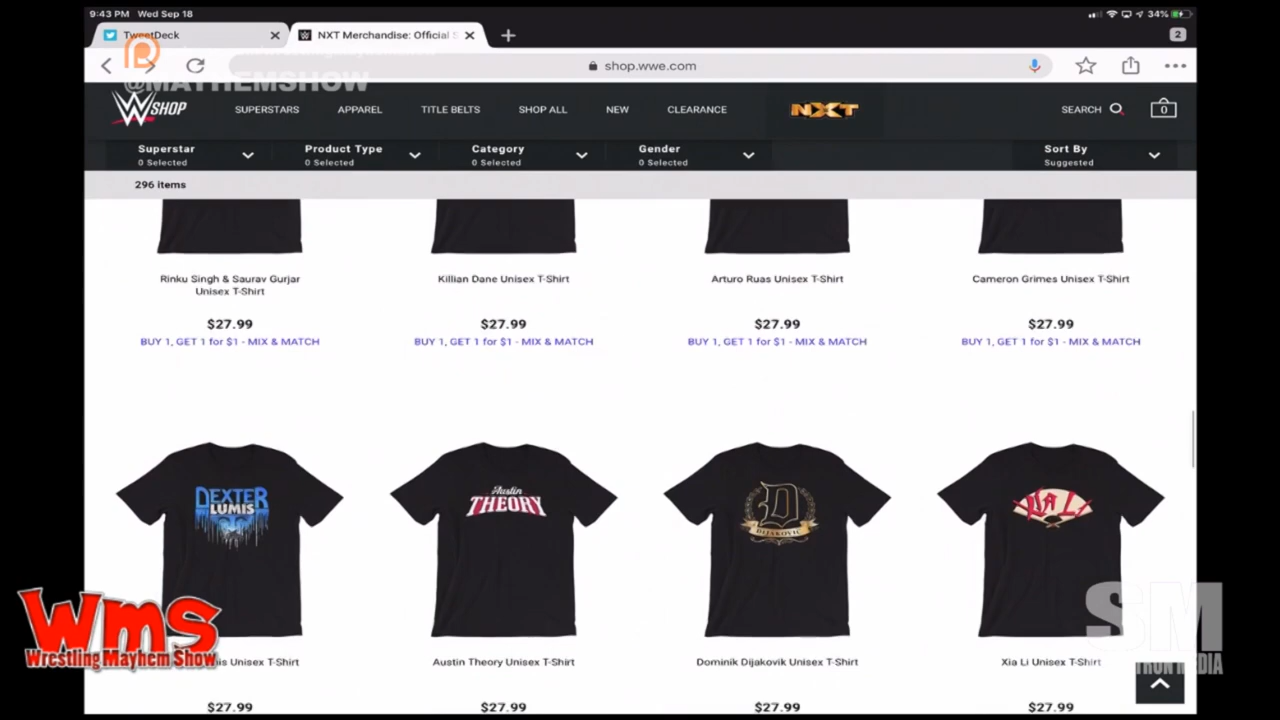 9:43 PM Wed Sep 18
34%
TweetDeck
NXT Merchandise: Official S
2
@MAYHEMSHOW
shop.wwe.com
W SHOP
SUPERSTARS
APPAREL
TITLE BELTS
SHOP ALL
NEW
CLEARANCE
NXT
SEARCH
0
Superstar
0 Selected
Product Type
0 Selected
Category
0 Selected
Gender
0 Selected
Sort By
Suggested
296 items
Rinku Singh & Saurav Gurjar
Unisex T-Shirt
$27.99
BUY 1, GET 1 for $1 - MIX & MATCH
Killian Dane Unisex T-Shirt
$27.99
BUY 1, GET 1 for $1 - MIX & MATCH
Arturo Ruas Unisex T-Shirt
$27.99
BUY 1, GET 1 for $1 - MIX & MATCH
Cameron Grimes Unisex T-Shirt
$27.99
BUY 1, GET 1 for $1 - MIX & MATCH
DEXTER
LUMIS
Austin
THEORY
D
DIJAKOVIC
XIA LI
is Unisex T-Shirt
$27.99
Austin Theory Unisex T-Shirt
$27.99
Dominik Dijakovik Unisex T-Shirt
$27.99
Xia Li Unisex T-Shirt
$27.99
WMS
Wrestling Mayhem Show
SM
TRON MEDIA